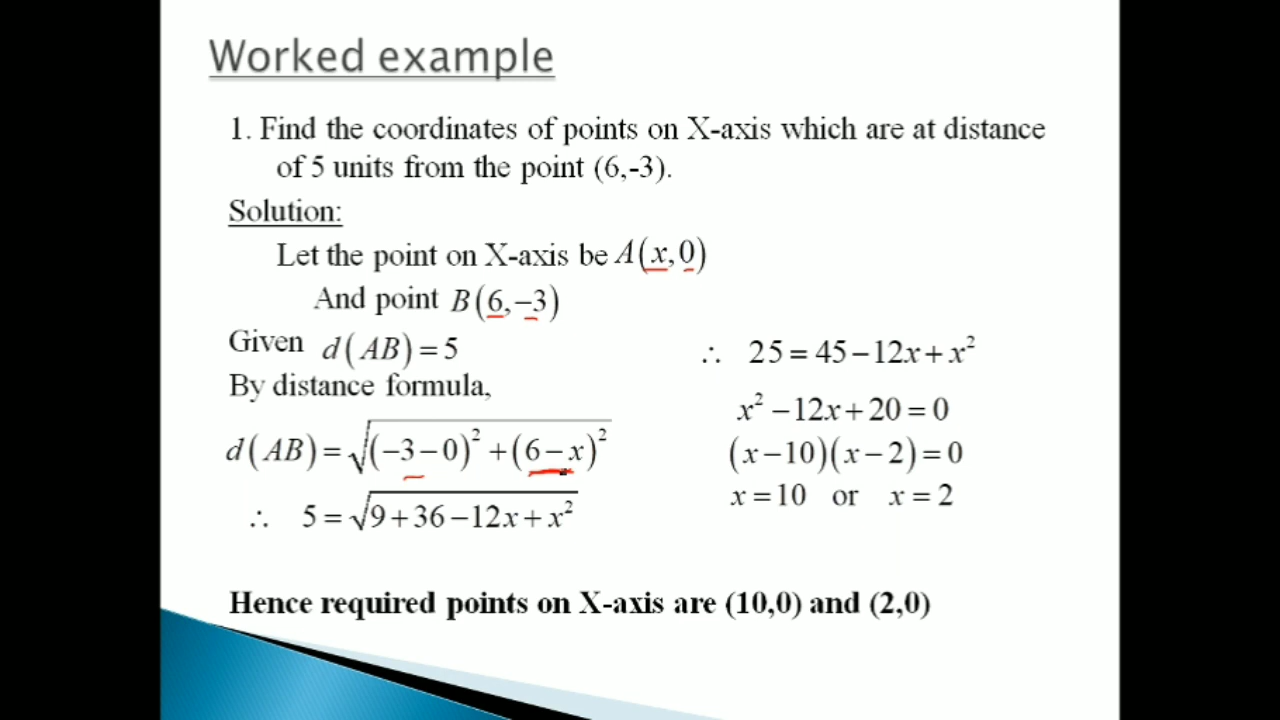 Worked example
1. Find the coordinates of points on X-axis which are at distance
of 5 units from the point (6,-3).
Solution:
Let the point on X-axis be A(x,0)
And point B(6,−3)
Given d(AB)=5
By distance formula,
d(AB)=√((−3−0)²+(6−x)²)
∴ 5=√(9+36−12x+x²)
∴ 25=45−12x+x²
x²−12x+20=0
(x−10)(x−2)=0
x=10 or x=2
Hence required points on X-axis are (10,0) and (2,0)